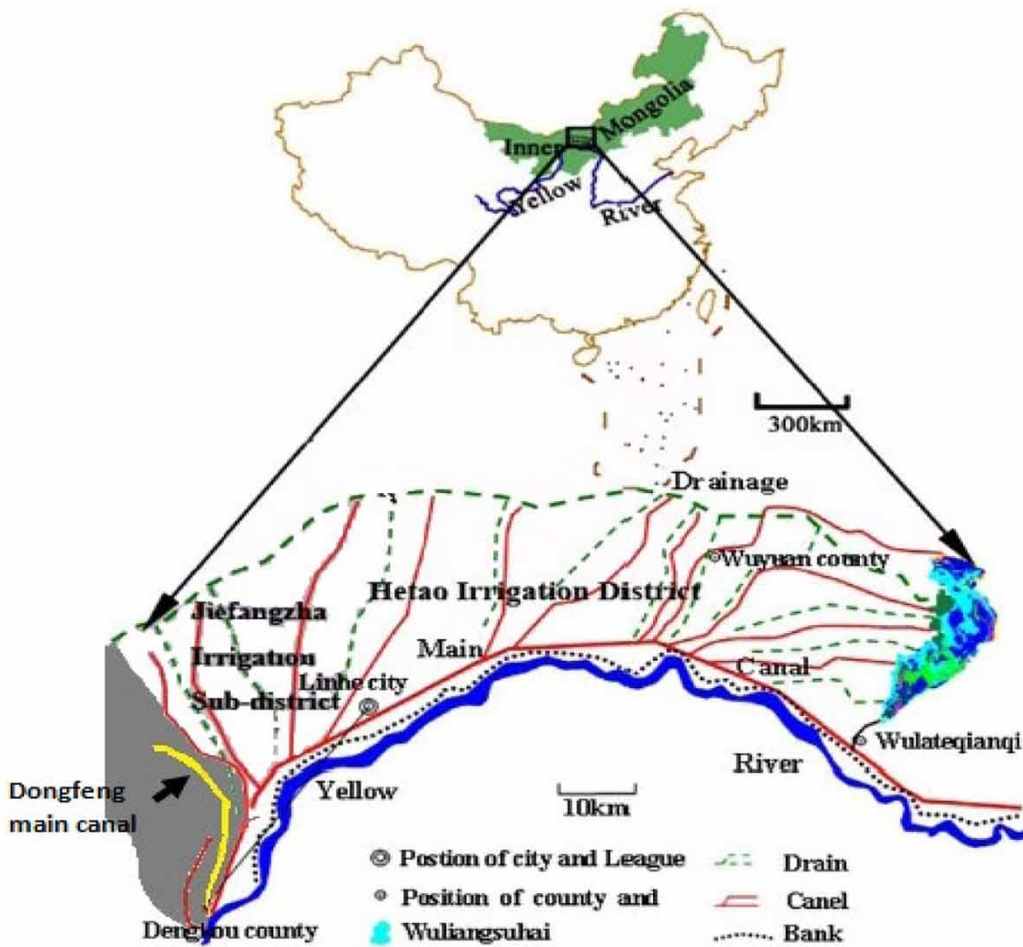 Mongolia
Inner
Yellow
River
300km
Drainage
Wuyuan county
Hetao Irrigation District
Jiefangzha
Irrigation
Sub-district
Main
Canal
Linhe city
Wulateqianqi
River
Yellow
10km
Dongfeng
main canal
Dengkou county
Postion of city and League
Position of county and
Wuliangsuhai
Drain
Canel
Bank